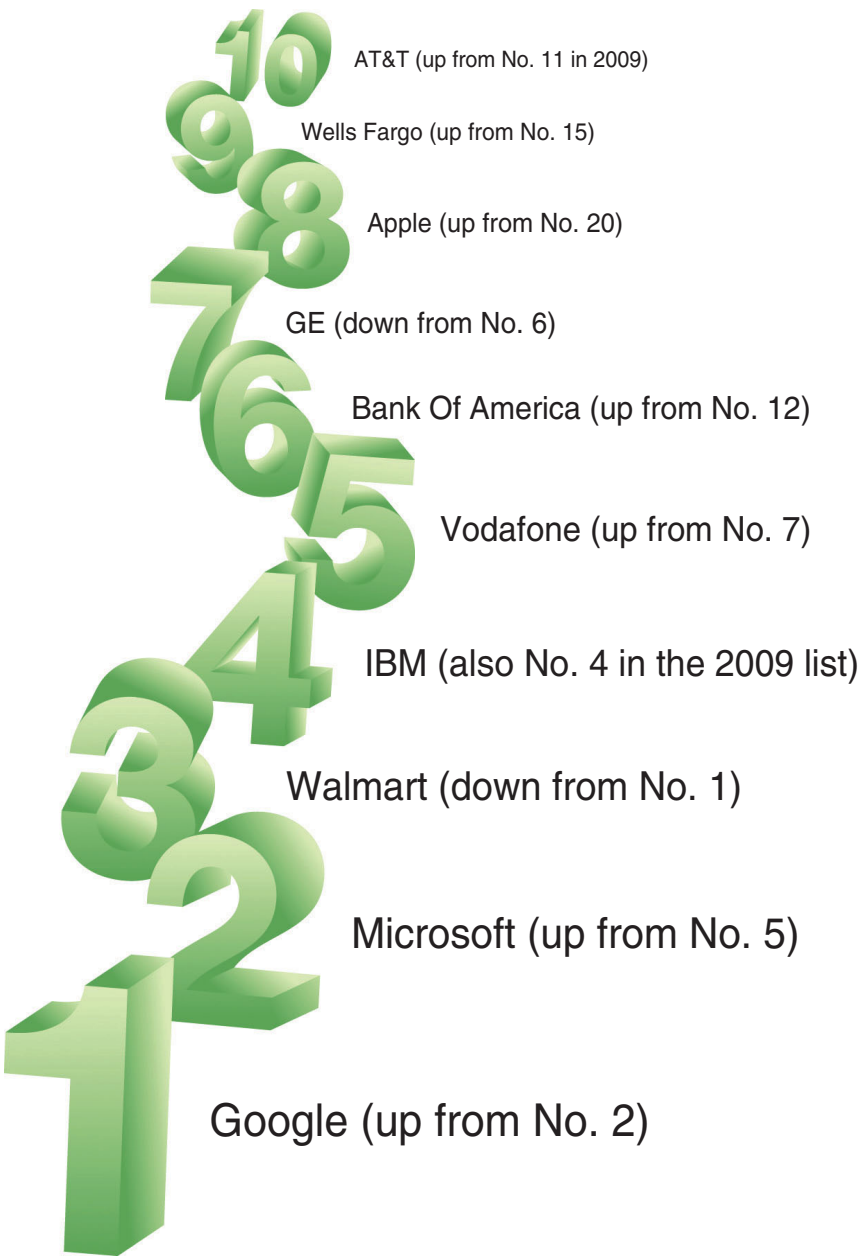 10
AT&T (up from No. 11 in 2009)
9
Wells Fargo (up from No. 15)
8
Apple (up from No. 20)
7
GE (down from No. 6)
6
Bank Of America (up from No. 12)
5
Vodafone (up from No. 7)
4
IBM (also No. 4 in the 2009 list)
3
Walmart (down from No. 1)
2
Microsoft (up from No. 5)
1
Google (up from No. 2)